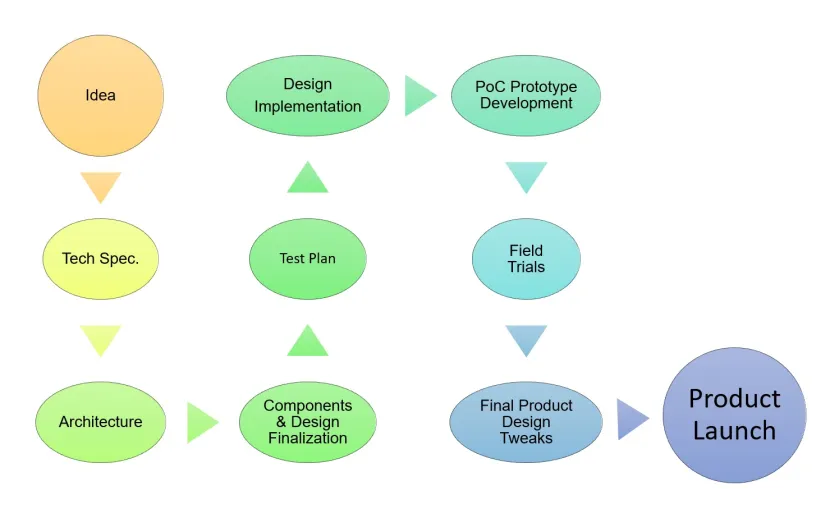 Idea
Tech Spec.
Architecture
Components
& Design
Finalization
Test Plan
Design
Implementation
PoC Prototype
Development
Field
Trials
Final Product
Design
Tweaks
Product
Launch